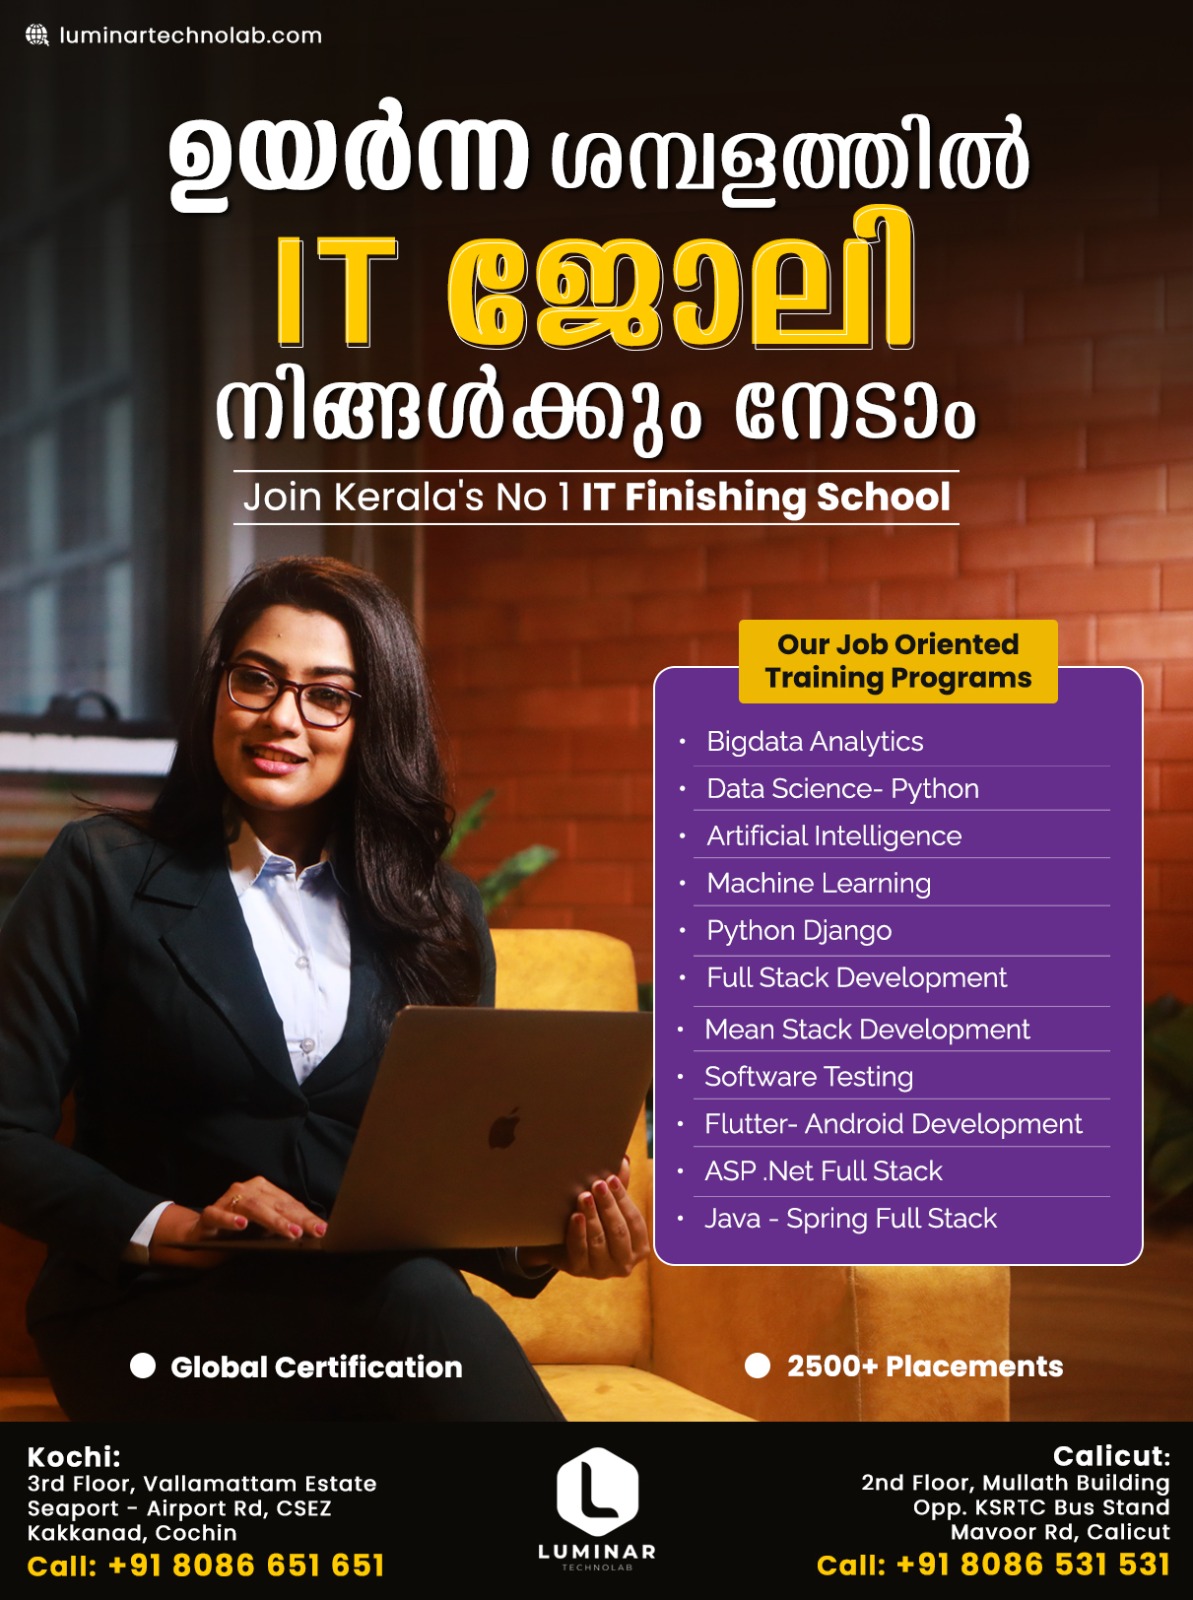 luminartechnolab.com
ഉയർന്ന ശമ്പളത്തിൽ
IT ജോലി
നിങ്ങൾക്കും നേടാം
Join Kerala's No 1 IT Finishing School
Our Job Oriented
Training Programs
• Bigdata Analytics
• Data Science- Python
• Artificial Intelligence
• Machine Learning
• Python Django
• Full Stack Development
• Mean Stack Development
• Software Testing
• Flutter- Android Development
• ASP .Net Full Stack
• Java - Spring Full Stack
Global Certification
2500+ Placements
Kochi:
3rd Floor, Vallamattam Estate
Seaport - Airport Rd, CSEZ
Kakkanad, Cochin
Call: +91 8086 651 651
LUMINAR
TECHNOLAB
Calicut:
2nd Floor, Mullath Building
Opp. KSRTC Bus Stand
Mavoor Rd, Calicut
Call: +91 8086 531 531